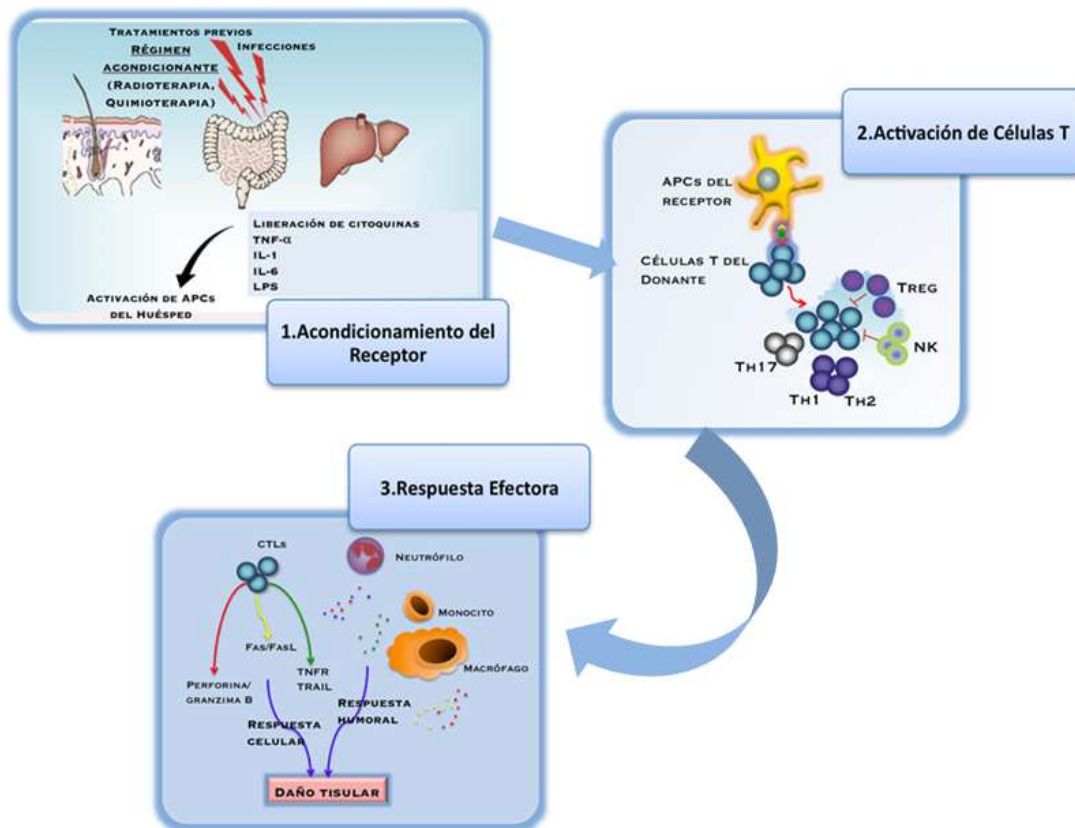 Tratamientos previos
Régimen
acondicionante
(Radioterapia,
Quimioterapia)
Infecciones
Liberación de citoquinas
TNF-α
IL-1
IL-6
LPS
Activación de APCs
del Huésped
1.Acondicionamiento del
Receptor
2.Activación de Células T
APCs del
receptor
Células T del
Donante
Treg
NK
Th17
Th1
Th2
3.Respuesta Efectora
CTLs
Neutrófilo
Monocito
Fas/FasL
Macrófago
Perforina/
granzima B
TNFR
TRAIL
Respuesta
celular
Respuesta
humoral
Daño tisular